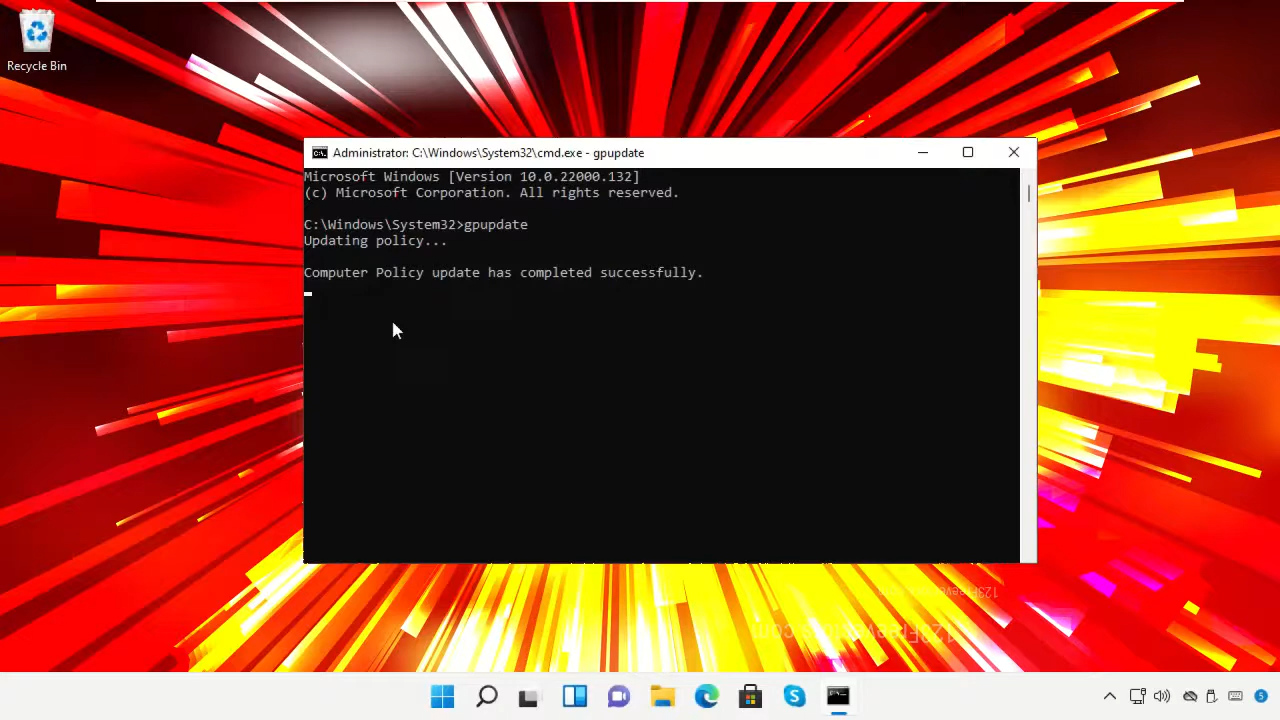 Recycle Bin
Administrator: C:\Windows\System32\cmd.exe - gpupdate
Microsoft Windows [Version 10.0.22000.132]
(c) Microsoft Corporation. All rights reserved.
C:\Windows\System32>gpupdate
Updating policy...
Computer Policy update has completed successfully.
5